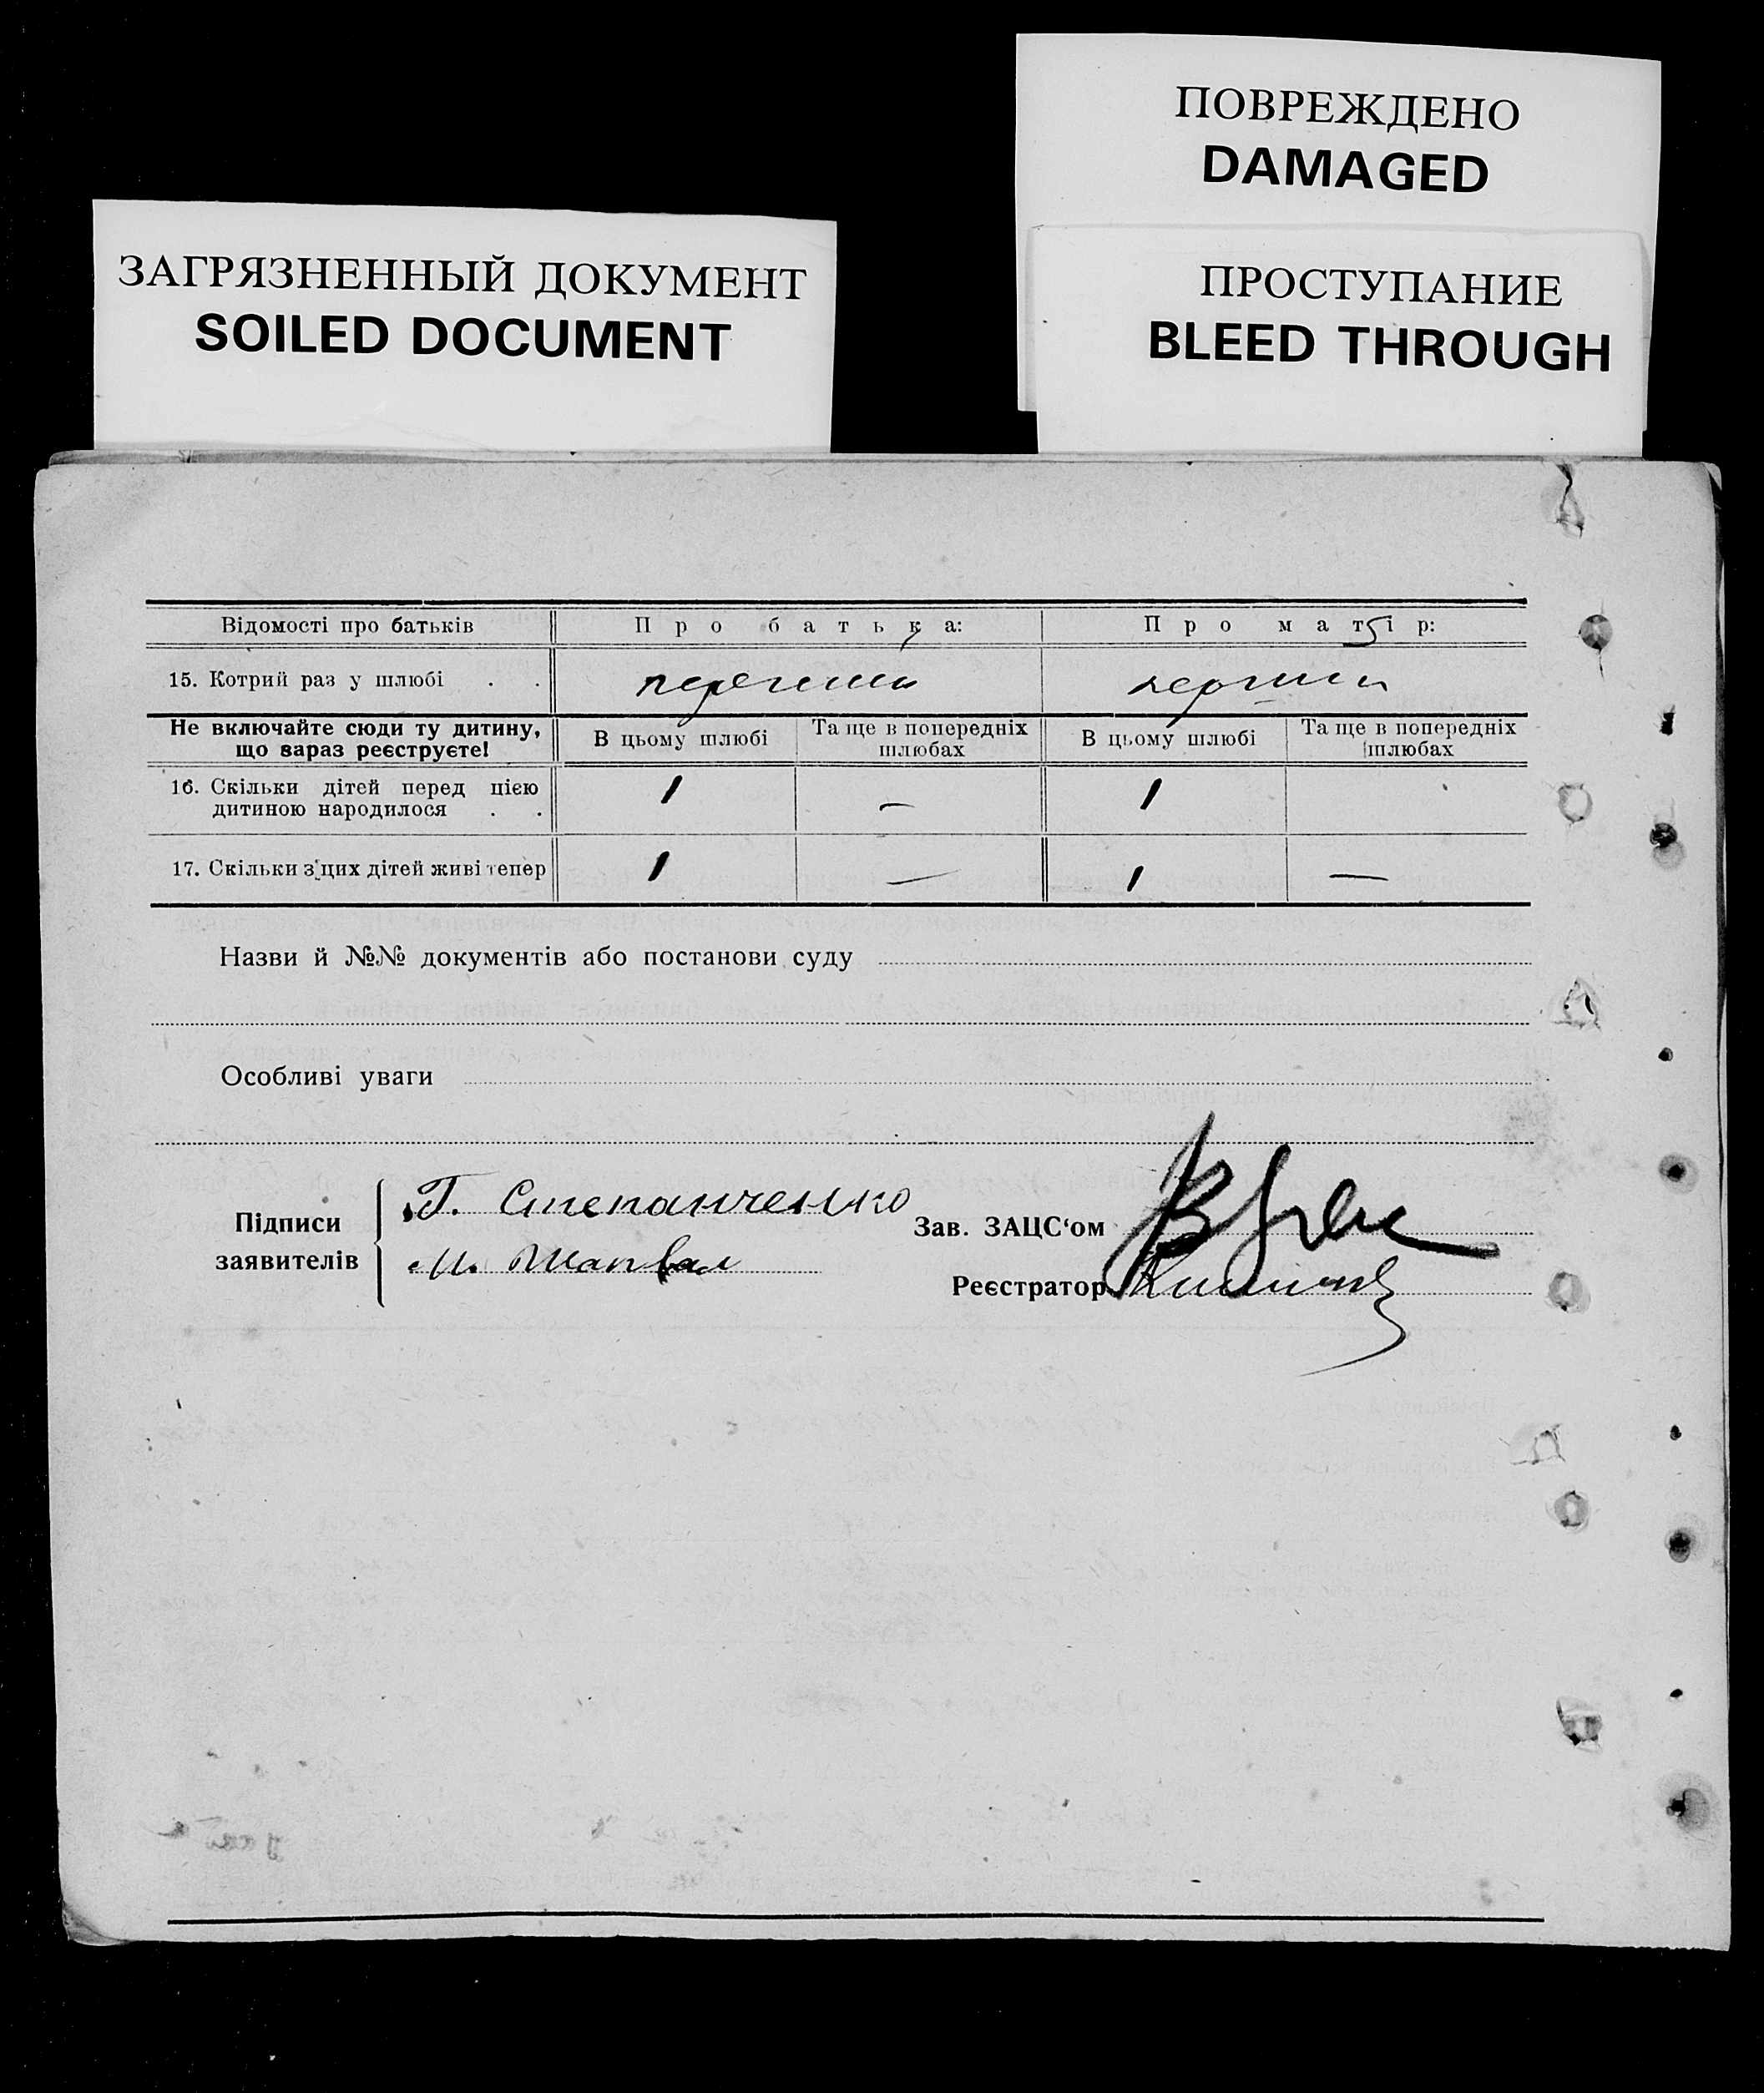 ПОВРЕЖДЕНО
DAMAGED
ЗАГРЯЗНЕННЫЙ ДОКУМЕНТ
SOILED DOCUMENT
ПРОСТУПАНИЕ
BLEED THROUGH
Відомості про батьків Про батька: Про матір:
15. Котрий раз у шлюбі . .
Не включайте сюди ту дитину, що вараз реєструєте! В цьому шлюбі Та ще в попередніх шлюбах В цьому шлюбі Та ще в попередніх шлюбах
16. Скільки дітей перед цією
дитиною народилося . . 1 — 1
17. Скільки з цих дітей живі тепер 1 — 1 —
Назви й №№ документів або постанови суду
Особливі уваги
Підписи
заявителів
Г. Степанченко
М. Шаповал
Зав. ЗАЦС‘ом
Реєстратор